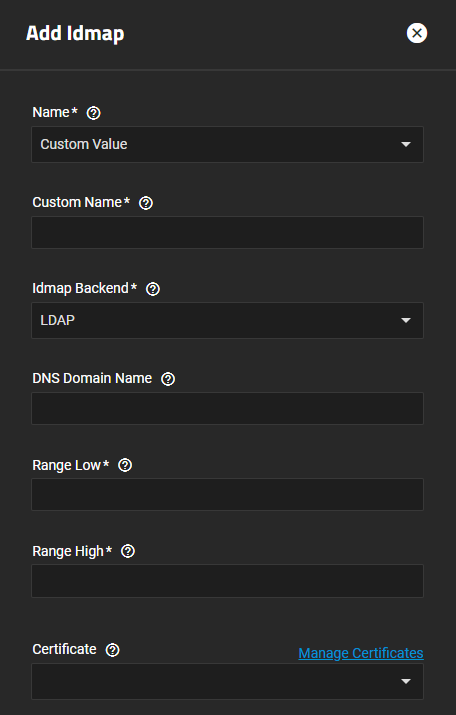 Add Idmap
Name*
Custom Value
Custom Name*
Idmap Backend*
LDAP
DNS Domain Name
Range Low*
Range High*
Certificate
Manage Certificates